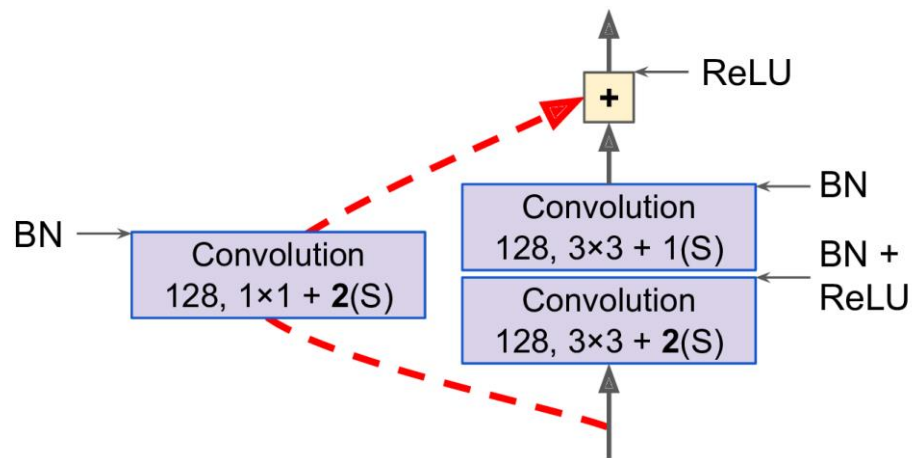 ReLU
+
BN
Convolution
128, 3×3 + 1(S)
BN
Convolution
128, 1×1 + 2(S)
BN +
ReLU
Convolution
128, 3×3 + 2(S)